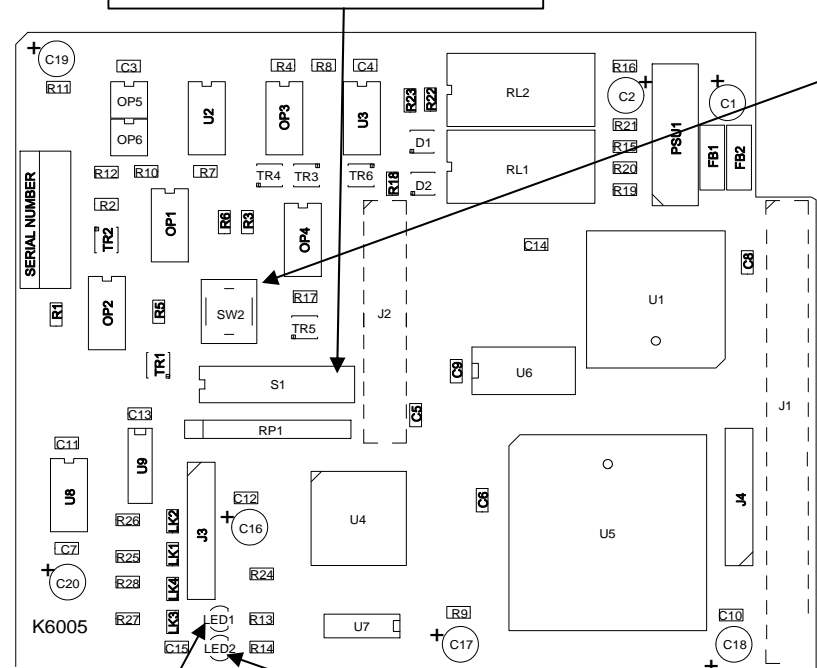 C19
R11
C3
OP5
OP6
U2
R4
R8
C4
OP3
U3
R23
R22
RL2
R16
C2
C1
R21
R15
R20
R19
PSU1
FB1
FB2
D1
D2
RL1
SERIAL NUMBER
R12
R10
R7
TR4
TR3
TR6
R18
R2
TR2
OP1
R6
R3
OP4
C14
C8
R1
OP2
R5
SW2
R17
TR5
J2
U1
TR1
S1
C9
U6
C13
RP1
C5
J1
C11
U8
U9
J3
C12
C16
U4
C6
U5
J4
R26
LK2
C7
R25
LK1
C20
R28
LK4
R24
K6005
R27
LK3
LED1
R13
C15
LED2
R14
U7
R9
C17
C10
C18